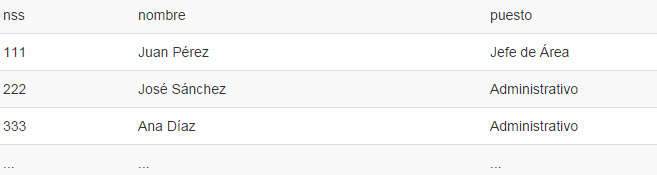 nss nombre puesto
111 Juan Pérez Jefe de Área
222 José Sánchez Administrativo
333 Ana Díaz Administrativo
... ... ...